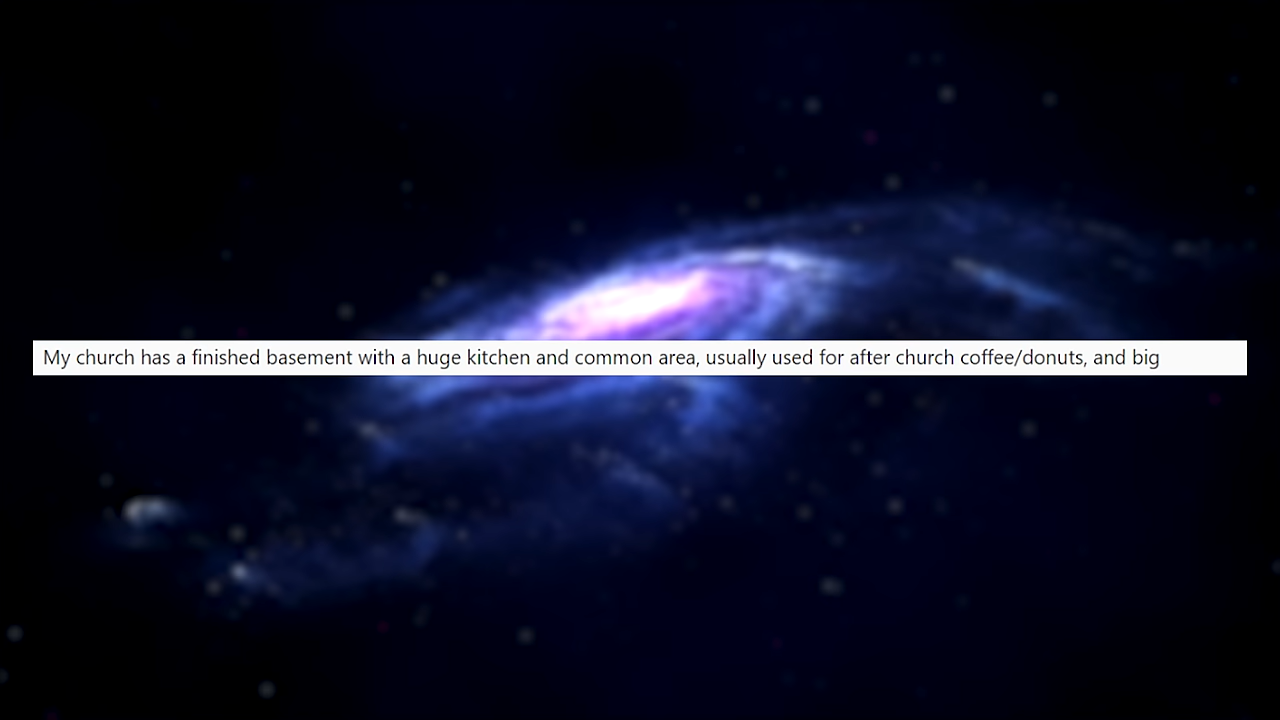 My church has a finished basement with a huge kitchen and common area, usually used for after church coffee/donuts, and big